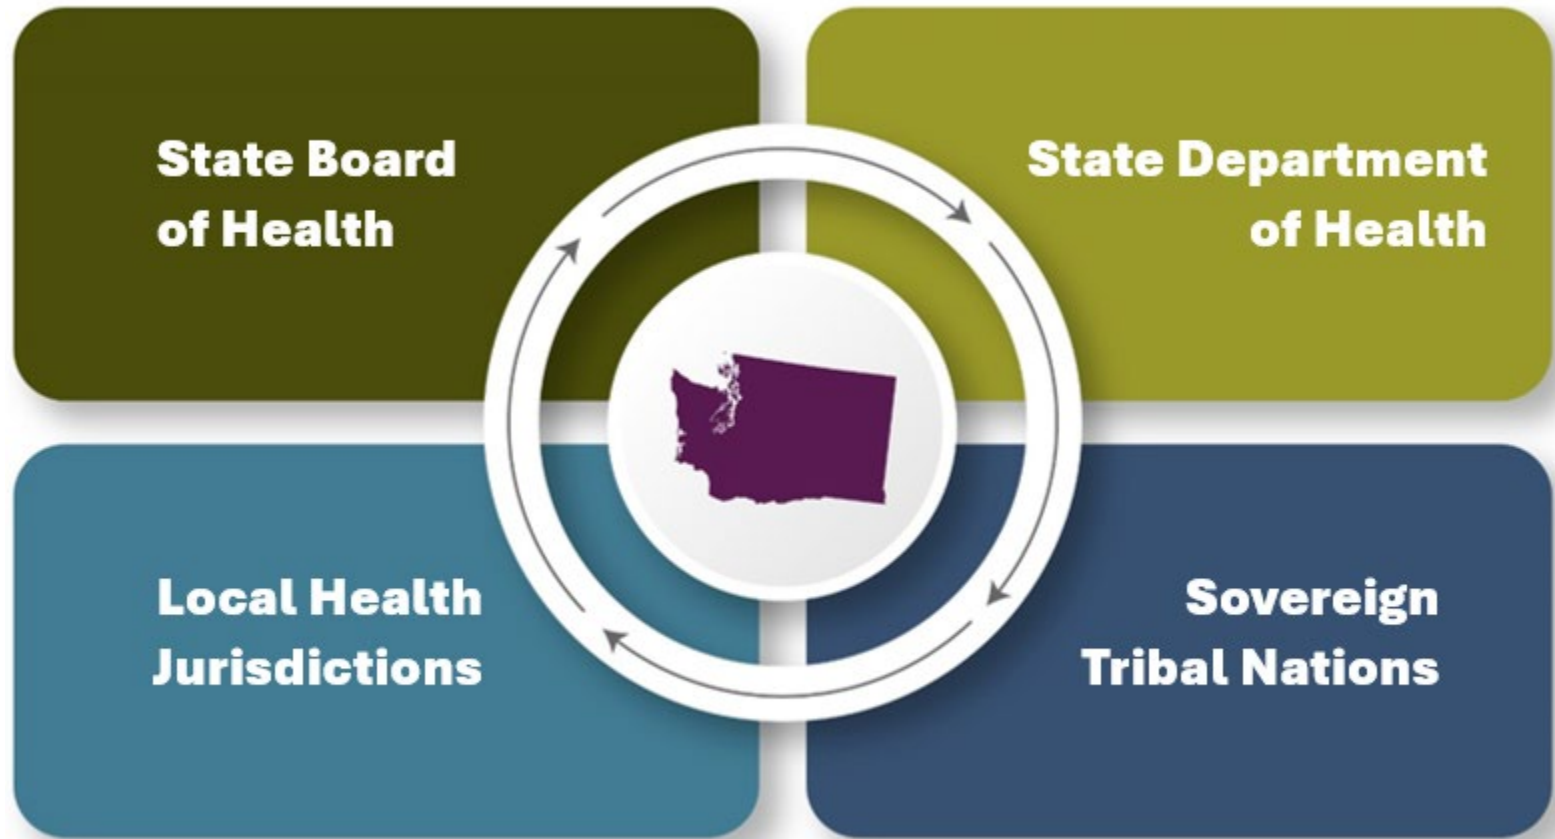 State Board
of Health
State Department
of Health
Local Health
Jurisdictions
Sovereign
Tribal Nations